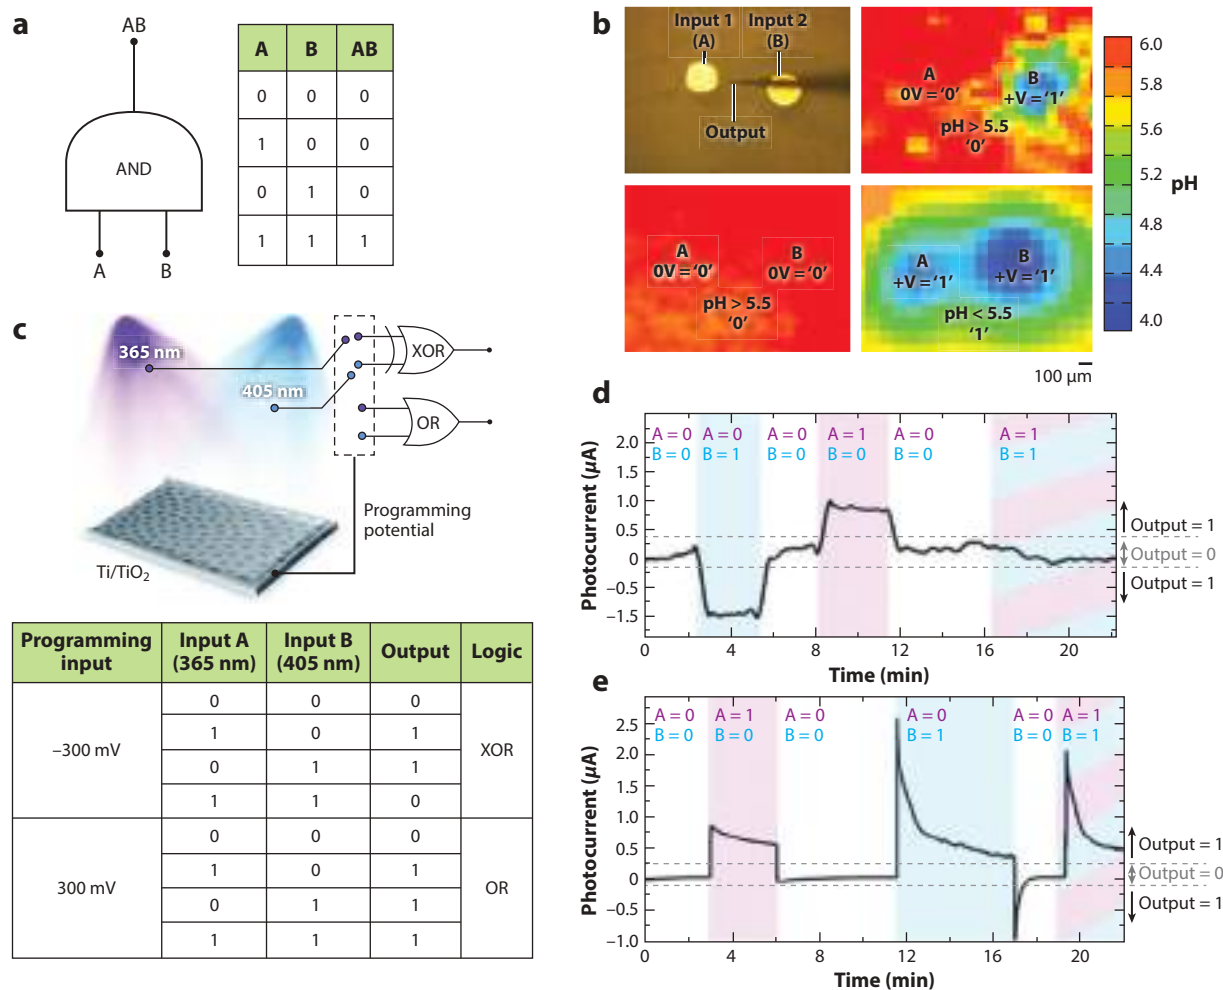 a
AB
AND
A B
A B AB
0 0 0
1 0 0
0 1 0
1 1 1
b
Input 1
(A)
Input 2
(B)
Output
A
0V = ‘0’
B
+V = ‘1’
pH > 5.5
‘0’
A
0V = ‘0’
B
0V = ‘0’
pH > 5.5
‘0’
A
+V = ‘1’
B
+V = ‘1’
pH < 5.5
‘1’
6.0
5.8
5.6
5.2
4.8
4.4
4.0
pH
100 µm
c
365 nm
405 nm
XOR
OR
Programming
potential
Ti/TiO2
Programming
input
Input A
(365 nm)
Input B
(405 nm)
Output
Logic
–300 mV
0 0 0
1 0 1
0 1 1
1 1 0
XOR
300 mV
0 0 0
1 0 1
0 1 1
1 1 1
OR
d
Photocurrent (µA)
2.0
1.5
1.0
0.5
0
–0.5
–1.0
–1.5
A = 0 A = 0 A = 0 A = 1 A = 0 A = 1
B = 0 B = 1 B = 0 B = 0 B = 0 B = 1
Output = 1
Output = 0
Output = 1
0 4 8 12 16 20
Time (min)
e
Photocurrent (µA)
2.5
2.0
1.5
1.0
0.5
0
–0.5
–1.0
A = 0 A = 1 A = 0 A = 0 A = 0 A = 1
B = 0 B = 0 B = 0 B = 1 B = 0 B = 1
Output = 1
Output = 0
Output = 1
0 4 8 12 16 20
Time (min)